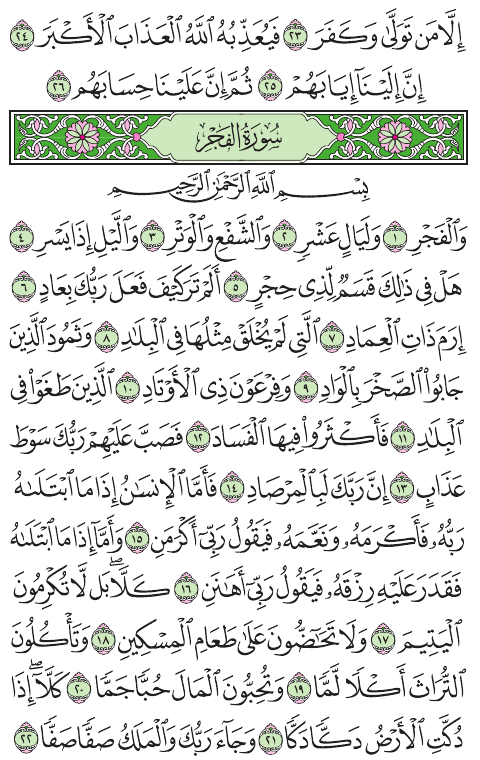 إِلَّا مَن تَوَلَّىٰ وَكَفَرَ ٢٣ فَيُعَذِّبُهُ ٱللَّهُ ٱلْعَذَابَ ٱلْأَكْبَرَ ٢٤
إِنَّ إِلَيْنَآ إِيَابَهُمْ ٢٥ ثُمَّ إِنَّ عَلَيْنَا حِسَابَهُم ٢٦
سُورَةُ الفَجْرِ
بِسْمِ ٱللَّهِ ٱلرَّحْمَٰنِ ٱلرَّحِيمِ
وَٱلْفَجْرِ ١ وَلَيَالٍ عَشْرٍ ٢ وَٱلشَّفْعِ وَٱلْوَتْرِ ٣ وَٱلَّيْلِ إِذَا يَسْرِ ٤
هَلْ فِى ذَٰلِكَ قَسَمٌ لِّذِى حِجْرٍ ٥ أَلَمْ تَرَ كَيْفَ فَعَلَ رَبُّكَ بِعَادٍ ٦
إِرَمَ ذَاتِ ٱلْعِمَادِ ٧ ٱلَّتِى لَمْ يُخْلَقْ مِثْلُهَا فِى ٱلْبِلَٰدِ ٨ وَثَمُودَ ٱلَّذِينَ
جَابُوا۟ ٱلصَّخْرَ بِٱلْوَادِ ٩ وَفِرْعَوْنَ ذِى ٱلْأَوْتَادِ ١٠ ٱلَّذِينَ طَغَوْا۟ فِى
ٱلْبِلَٰدِ ١١ فَأَكْثَرُوا۟ فِيهَا ٱلْفَسَادَ ١٢ فَصَبَّ عَلَيْهِمْ رَبُّكَ سَوْطَ
عَذَابٍ ١٣ إِنَّ رَبَّكَ لَبِٱلْمِرْصَادِ ١٤ فَأَمَّا ٱلْإِنسَٰنُ إِذَا مَا ٱبْتَلَىٰهُ
رَبُّهُۥ فَأَكْرَمَهُۥ وَنَعَّمَهُۥ فَيَقُولُ رَبِّىٓ أَكْرَمَنِ ١٥ وَأَمَّآ إِذَا مَا ٱبْتَلَىٰهُ
فَقَدَرَ عَلَيْهِ رِزْقَهُۥ فَيَقُولُ رَبِّىٓ أَهَٰنَنِ ١٦ كَلَّا ۖ بَل لَّا تُكْرِمُونَ
ٱلْيَتِيمَ ١٧ وَلَا تَحَٰٓضُّونَ عَلَىٰ طَعَامِ ٱلْمِسْكِينِ ١٨ وَتَأْكُلُونَ
ٱلتُّرَاثَ أَكْلًا لَّمًّا ١٩ وَتُحِبُّونَ ٱلْمَالَ حُبًّا جَمًّا ٢٠ كَلَّآ ۖ إِذَا
دُكَّتِ ٱلْأَرْضُ دَكًّا دَكًّا ٢١ وَجَآءَ رَبُّكَ وَٱلْمَلَكُ صَفًّا صَفًّا ٢٢